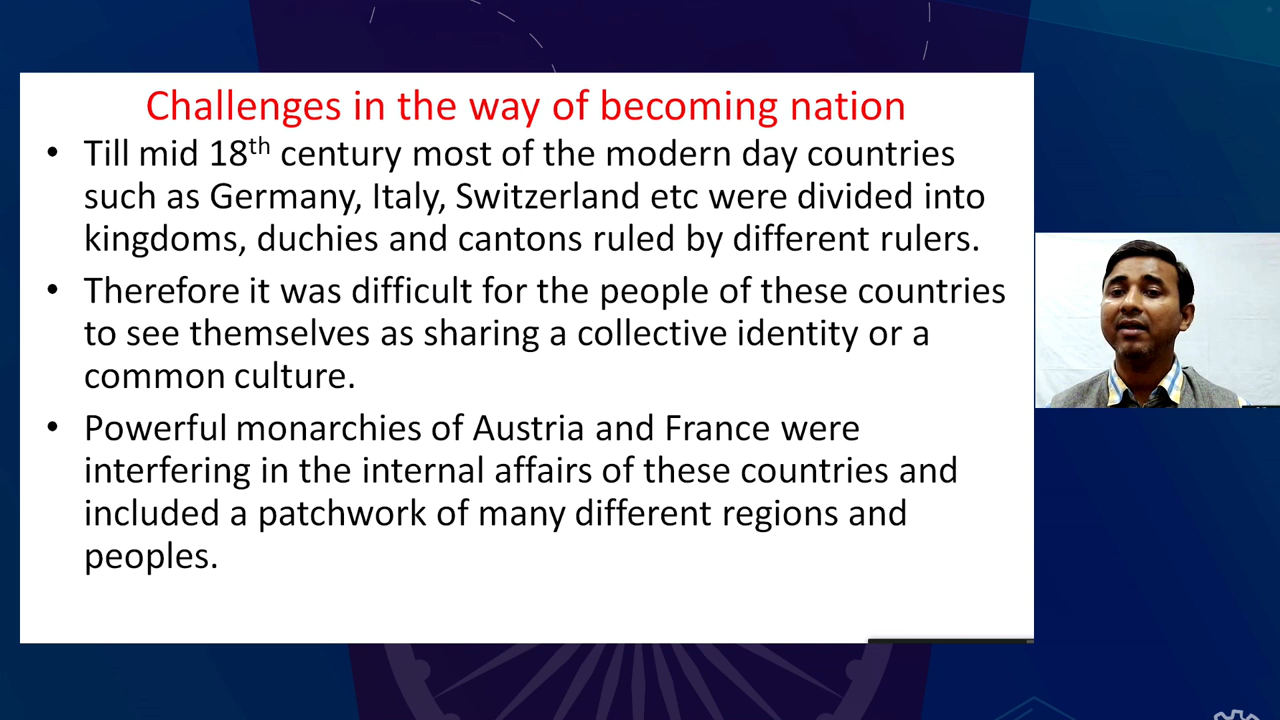 Challenges in the way of becoming nation
• Till mid 18th century most of the modern day countries
such as Germany, Italy, Switzerland etc were divided into
kingdoms, duchies and cantons ruled by different rulers.
• Therefore it was difficult for the people of these countries
to see themselves as sharing a collective identity or a
common culture.
• Powerful monarchies of Austria and France were
interfering in the internal affairs of these countries and
included a patchwork of many different regions and
peoples.